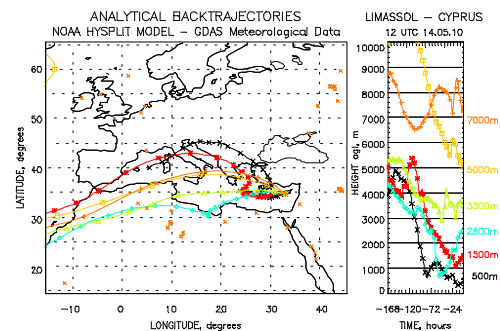 ANALYTICAL BACKTRAJECTORIES
NOAA HYSPLIT MODEL - GDAS Meteorological Data
LIMASSOL - CYPRUS
12 UTC 14.05.10
LATITUDE, degrees
60
50
40
30
20
-10
0
10
20
30
40
LONGITUDE, degrees
HEIGHT agl, m
10000
9000
8000
7000
6000
5000
4000
3000
2000
1000
0
7000m
5000m
3300m
2500m
1500m
500m
-168
-120
-72
-24
TIME, hours